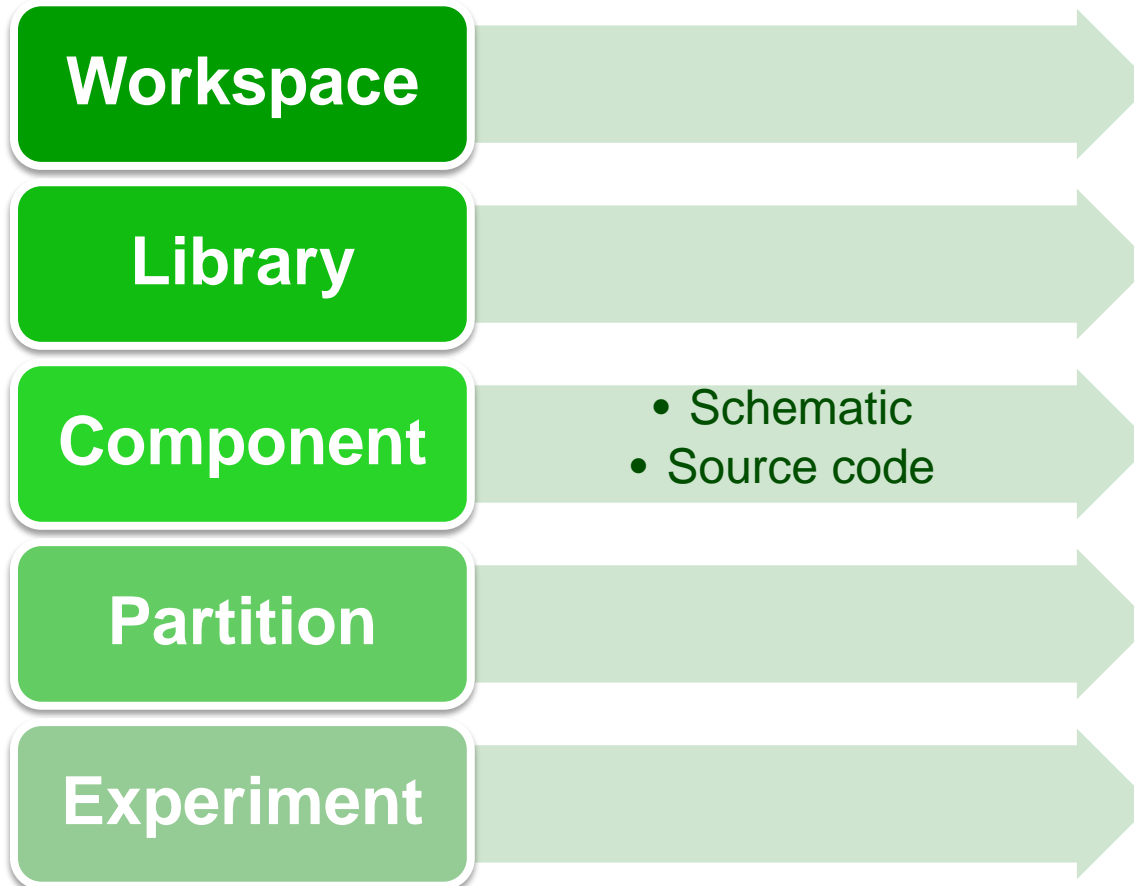 Workspace
Library
Component
• Schematic
• Source code
Partition
Experiment